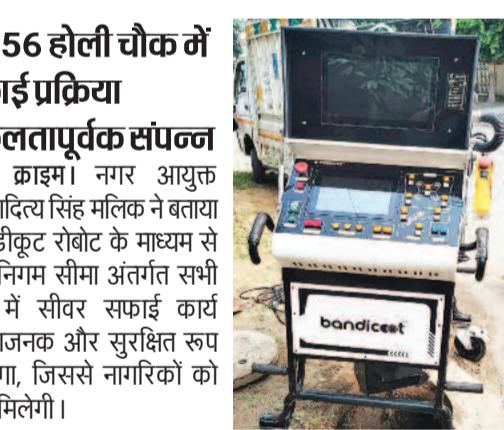 56 होली चौक में
ई प्रक्रिया
लतापूर्वक संपन्न
क्राइम। नगर आयुक्त
दित्य सिंह मलिक ने बताया
डीकूट रोबोट के माध्यम से
निगम सीमा अंतर्गत सभी
में सीवर सफाई कार्य
जनक और सुरक्षित रूप
गा, जिससे नागरिकों को
मिलेगी।
bandicoot